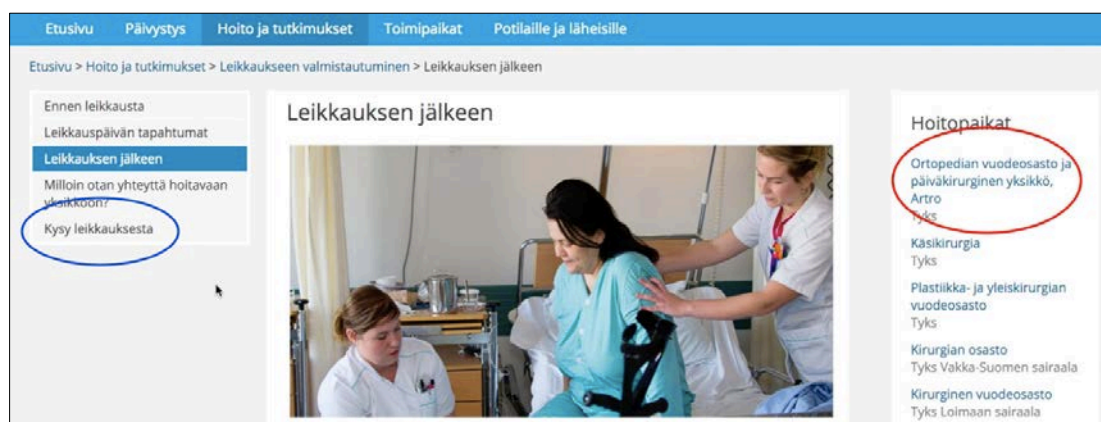 Etusivu Päivystys Hoito ja tutkimukset Toimipaikat Potilaille ja läheisille
Etusivu > Hoito ja tutkimukset > Leikkaukseen valmistautuminen > Leikkauksen jälkeen
Ennen leikkausta
Leikkauspäivän tapahtumat
Leikkauksen jälkeen
Milloin otan yhteyttä hoitavaan
yksikköön?
Kysy leikkauksesta
Leikkauksen jälkeen
Hoitopaikat
Ortopedian vuodeosasto ja
päiväkirurginen yksikkö,
Artro
Tyks
Käsikirurgia
Tyks
Plastiikka- ja yleiskirurgian
vuodeosasto
Tyks
Kirurgian osasto
Tyks Vakka-Suomen sairaala
Kirurginen vuodeosasto
Tyks Loimaan sairaala